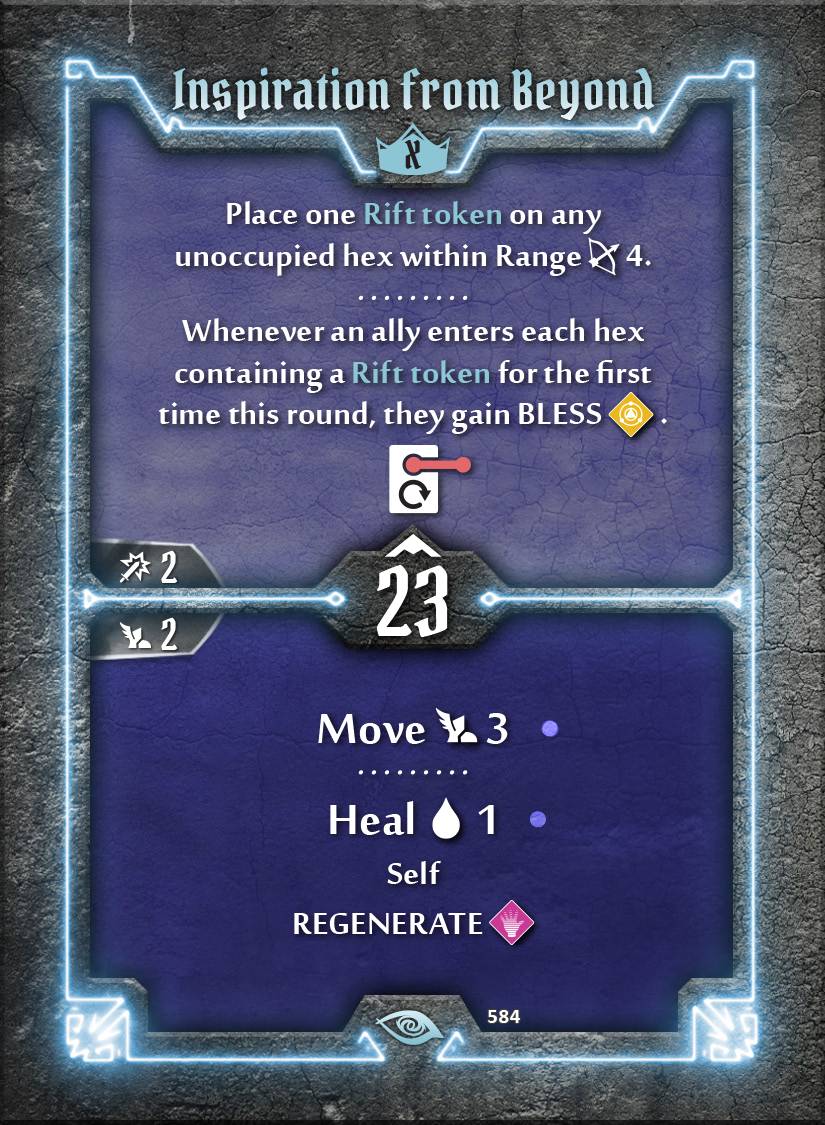 Inspiration from Beyond
X
Place one Rift token on any
unoccupied hex within Range 4.
Whenever an ally enters each hex
containing a Rift token for the first
time this round, they gain BLESS .
2
23
2
Move 3
Heal 1
Self
REGENERATE
584